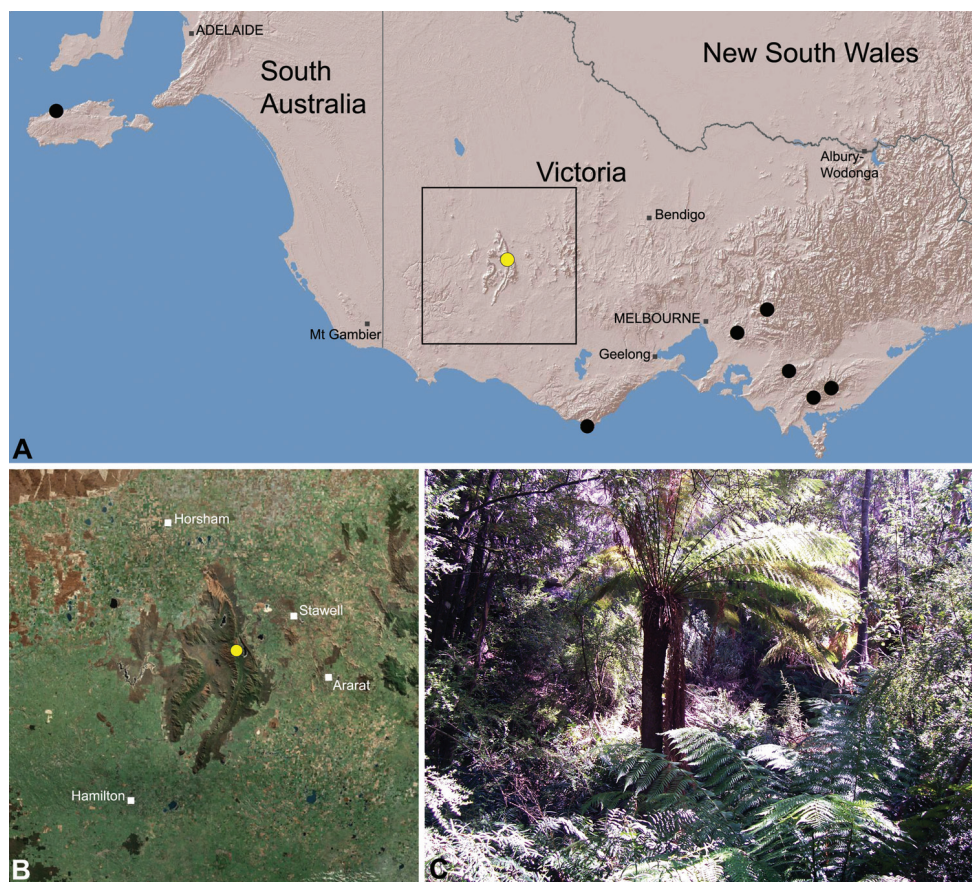 ADELAIDE
South
Australia
New South Wales
Victoria
Albury-
Wodonga
Bendigo
Mt Gambier
MELBOURNE
Geelong
A
Horsham
Stawell
Ararat
Hamilton
B
C